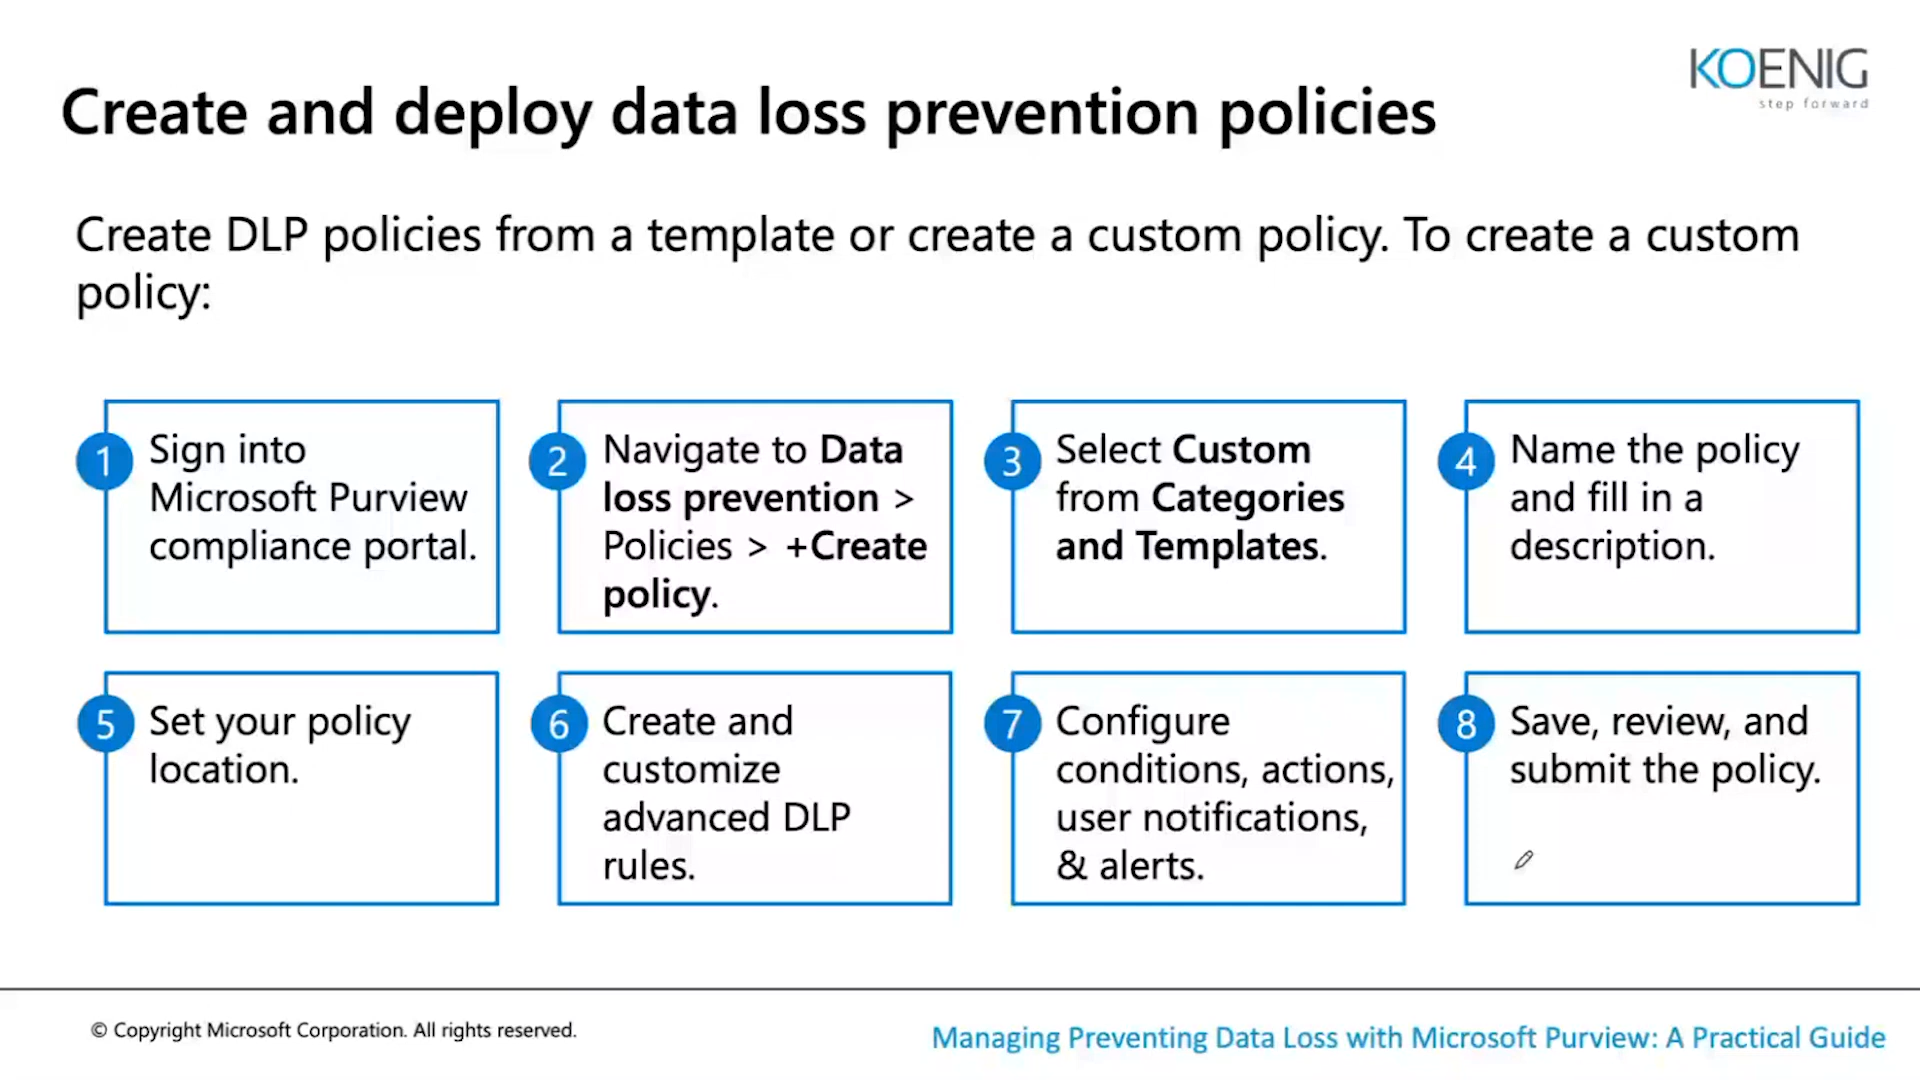 KOENIG
step forward
Create and deploy data loss prevention policies
Create DLP policies from a template or create a custom policy. To create a custom
policy:
1
Sign into
Microsoft Purview
compliance portal.
2
Navigate to Data
loss prevention >
Policies > +Create
policy.
3
Select Custom
from Categories
and Templates.
4
Name the policy
and fill in a
description.
5
Set your policy
location.
6
Create and
customize
advanced DLP
rules.
7
Configure
conditions, actions,
user notifications,
& alerts.
8
Save, review, and
submit the policy.
© Copyright Microsoft Corporation. All rights reserved.
Managing Preventing Data Loss with Microsoft Purview: A Practical Guide